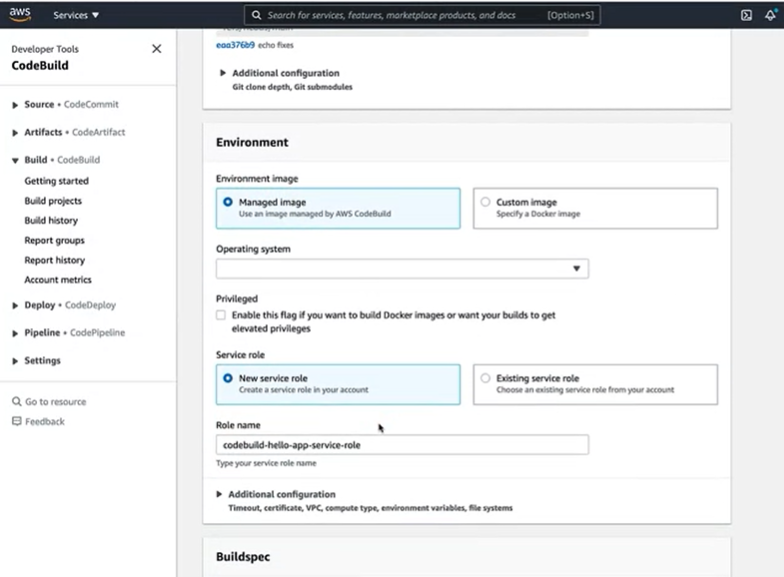 aws
Services
Search for services, features, marketplace products, and docs
[Option+S]
Developer Tools
CodeBuild
Source • CodeCommit
Artifacts • CodeArtifact
Build • CodeBuild
Getting started
Build projects
Build history
Report groups
Report history
Account metrics
Deploy • CodeDeploy
Pipeline • CodePipeline
Settings
Go to resource
Feedback
eaa376b9 echo fixes
Additional configuration
Git clone depth, Git submodules
Environment
Environment image
Managed image
Use an image managed by AWS CodeBuild
Custom image
Specify a Docker image
Operating system
Privileged
Enable this flag if you want to build Docker images or want your builds to get
elevated privileges
Service role
New service role
Create a service role in your account
Existing service role
Choose an existing service role from your account
Role name
codebuild-hello-app-service-role
Type your service role name
Additional configuration
Timeout, certificate, VPC, compute type, environment variables, file systems
Buildspec